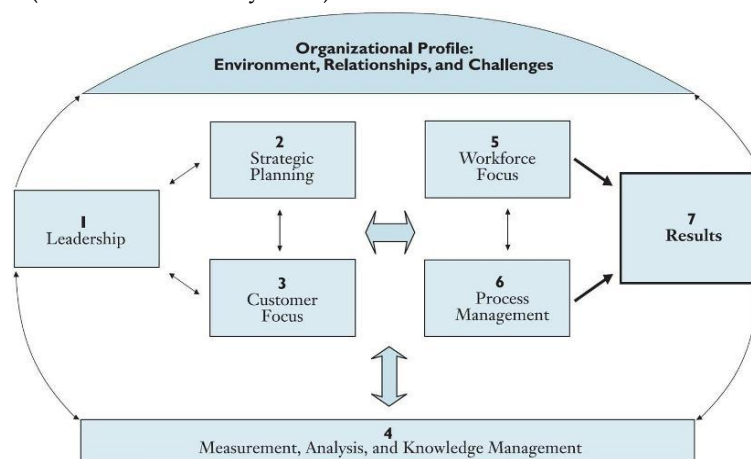 Organizational Profile:
Environment, Relationships, and Challenges
2
Strategic
Planning
5
Workforce
Focus
1
Leadership
7
Results
3
Customer
Focus
6
Process
Management
4
Measurement, Analysis, and Knowledge Management